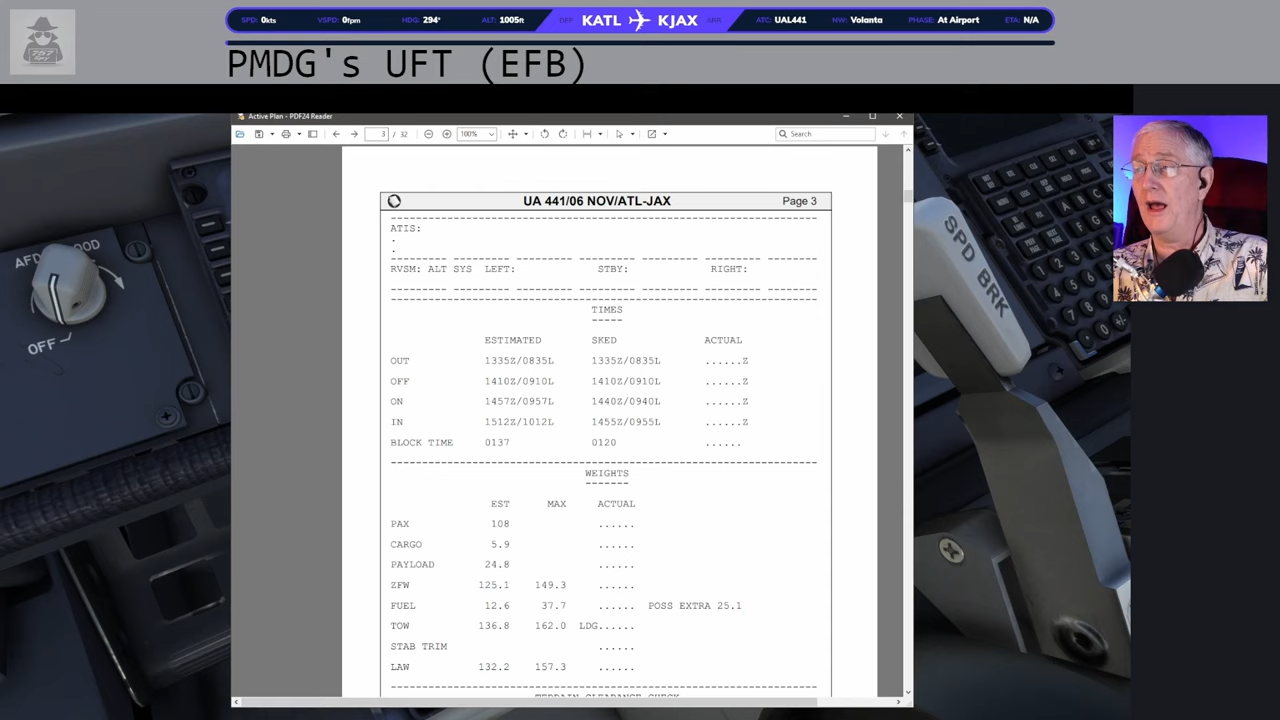 SPD: 0kts VSPD: 0fpm HDG: 294° ALT: 1005ft DEP KATL KJAX ARR ATC: UAL441 NW: Volanta PHASE: At Airport ETA: N/A
PMDG's UFT (EFB)
Active Plan - PDF24 Reader
3 / 32 100% Search
UA 441/06 NOV/ATL-JAX Page 3
ATIS:
.
.
RVSM: ALT SYS LEFT: STBY: RIGHT:
TIMES
ESTIMATED SKED ACTUAL
OUT 1335Z/0835L 1335Z/0835L ......Z
OFF 1410Z/0910L 1410Z/0910L ......Z
ON 1457Z/0957L 1440Z/0940L ......Z
IN 1512Z/1012L 1455Z/0955L ......Z
BLOCK TIME 0137 0120 ......
WEIGHTS
EST MAX ACTUAL
PAX 108 ......
CARGO 5.9 ......
PAYLOAD 24.8 ......
ZFW 125.1 149.3 ......
FUEL 12.6 37.7 ...... POSS EXTRA 25.1
TOW 136.8 162.0 LDG......
STAB TRIM ......
LAW 132.2 157.3 ......
TERRAIN CLEARANCE CHECK
OFF
SPD BRK